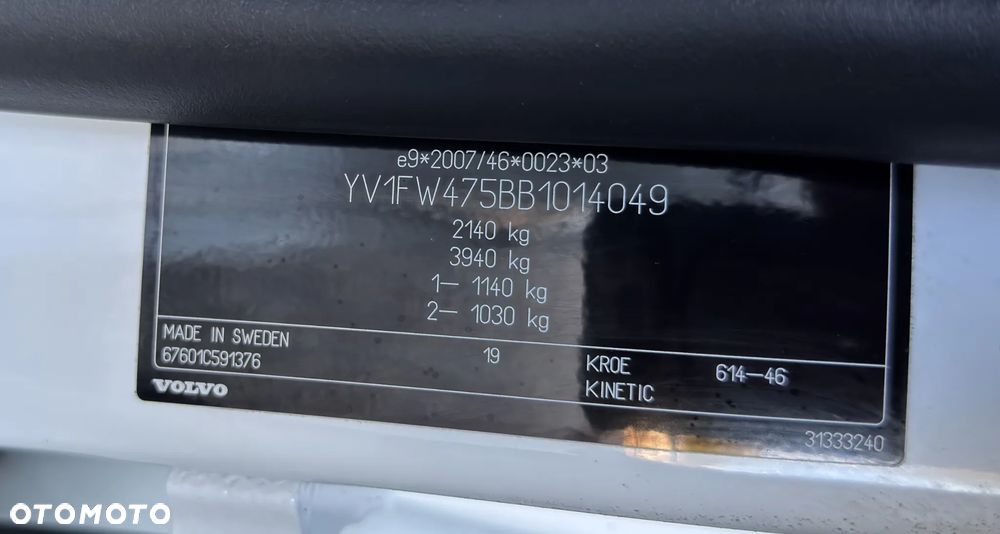 e9*2007/46*0023*03
YV1FW475BB1014049
2140 kg
3940 kg
1– 1140 kg
2– 1030 kg
MADE IN SWEDEN
67601C591376
19
KROE
KINETIC
614–46
VOLVO
31333240
OTOMOTO